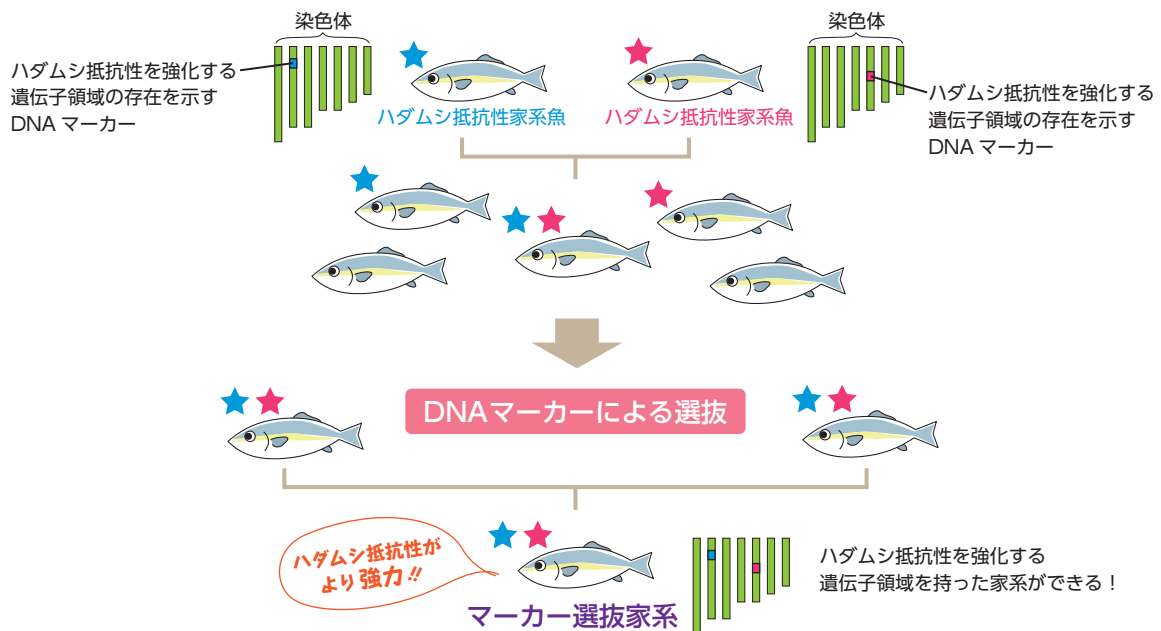 染色体
ハダムシ抵抗性を強化する
遺伝子領域の存在を示す
DNA マーカー
ハダムシ抵抗性家系魚
ハダムシ抵抗性家系魚
染色体
ハダムシ抵抗性を強化する
遺伝子領域の存在を示す
DNA マーカー
DNAマーカーによる選抜
ハダムシ抵抗性が
より強力!!
マーカー選抜家系
ハダムシ抵抗性を強化する
遺伝子領域を持った家系ができる！